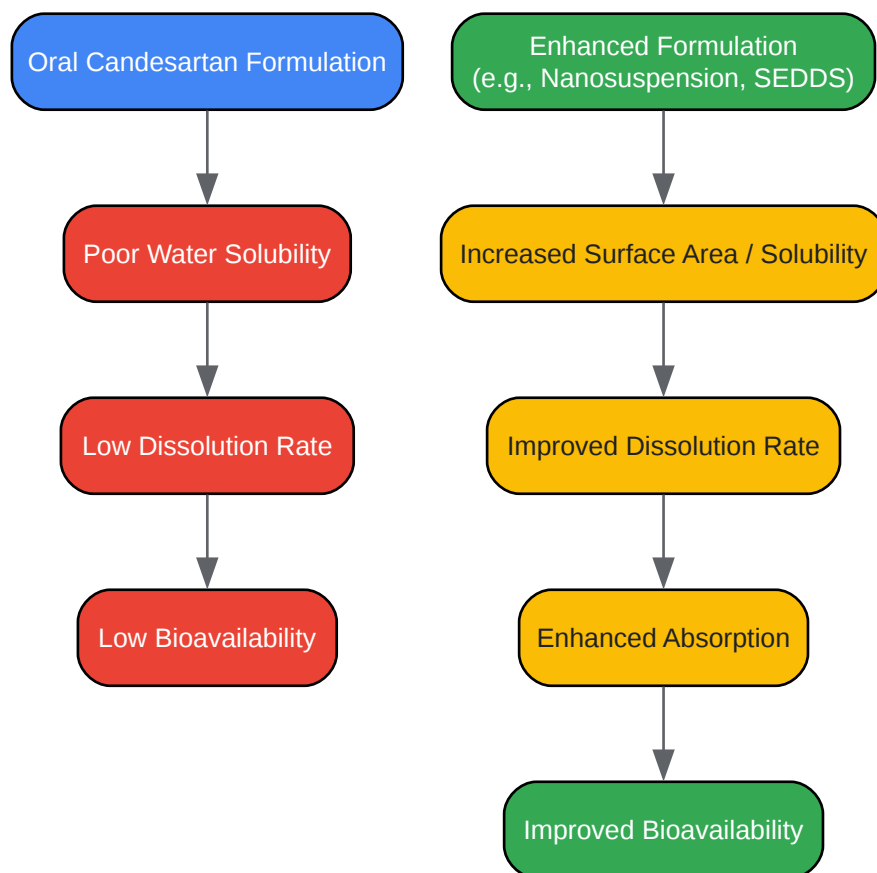 Oral Candesartan Formulation
Poor Water Solubility
Low Dissolution Rate
Low Bioavailability
Enhanced Formulation
(e.g., Nanosuspension, SEDDS)
Increased Surface Area / Solubility
Improved Dissolution Rate
Enhanced Absorption
Improved Bioavailability